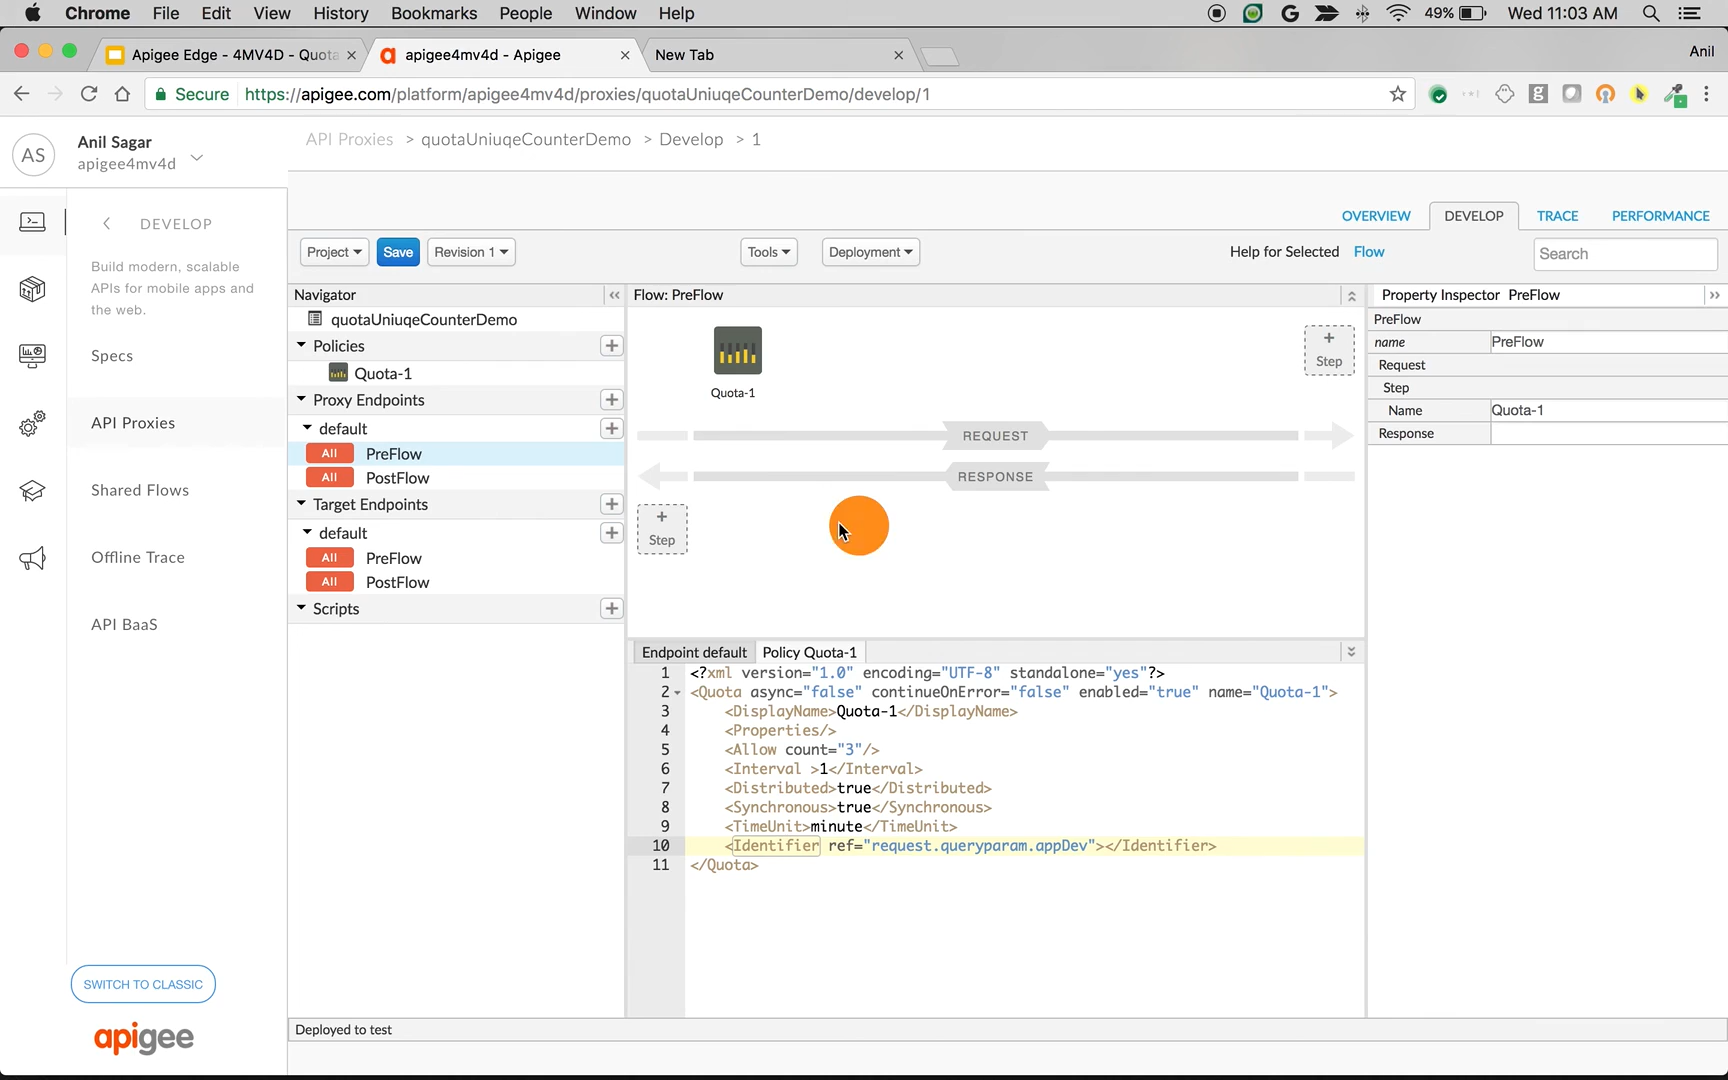 Chrome File Edit View History Bookmarks People Window Help 49% Wed 11:03 AM
Apigee Edge - 4MV4D - Quota
apigee4mv4d - Apigee
New Tab
Anil
Secure https://apigee.com/platform/apigee4mv4d/proxies/quotaUniuqeCounterDemo/develop/1
AS
Anil Sagar
apigee4mv4d
API Proxies > quotaUniuqeCounterDemo > Develop > 1
DEVELOP
Build modern, scalable
APIs for mobile apps and
the web.
Specs
API Proxies
Shared Flows
Offline Trace
API BaaS
SWITCH TO CLASSIC
apigee
OVERVIEW DEVELOP TRACE PERFORMANCE
Project Save Revision 1 Tools Deployment Help for Selected Flow Search
Navigator
quotaUniuqeCounterDemo
Policies
Quota-1
Proxy Endpoints
default
All PreFlow
All PostFlow
Target Endpoints
default
All PreFlow
All PostFlow
Scripts
Flow: PreFlow
Quota-1
+ Step
REQUEST
RESPONSE
+ Step
Property Inspector PreFlow
PreFlow
name PreFlow
Request
Step
Name Quota-1
Response
Endpoint default Policy Quota-1
1 <?xml version="1.0" encoding="UTF-8" standalone="yes"?>
2 <Quota async="false" continueOnError="false" enabled="true" name="Quota-1">
3 <DisplayName>Quota-1</DisplayName>
4 <Properties/>
5 <Allow count="3"/>
6 <Interval >1</Interval>
7 <Distributed>true</Distributed>
8 <Synchronous>true</Synchronous>
9 <TimeUnit>minute</TimeUnit>
10 <Identifier ref="request.queryparam.appDev"></Identifier>
11 </Quota>
Deployed to test